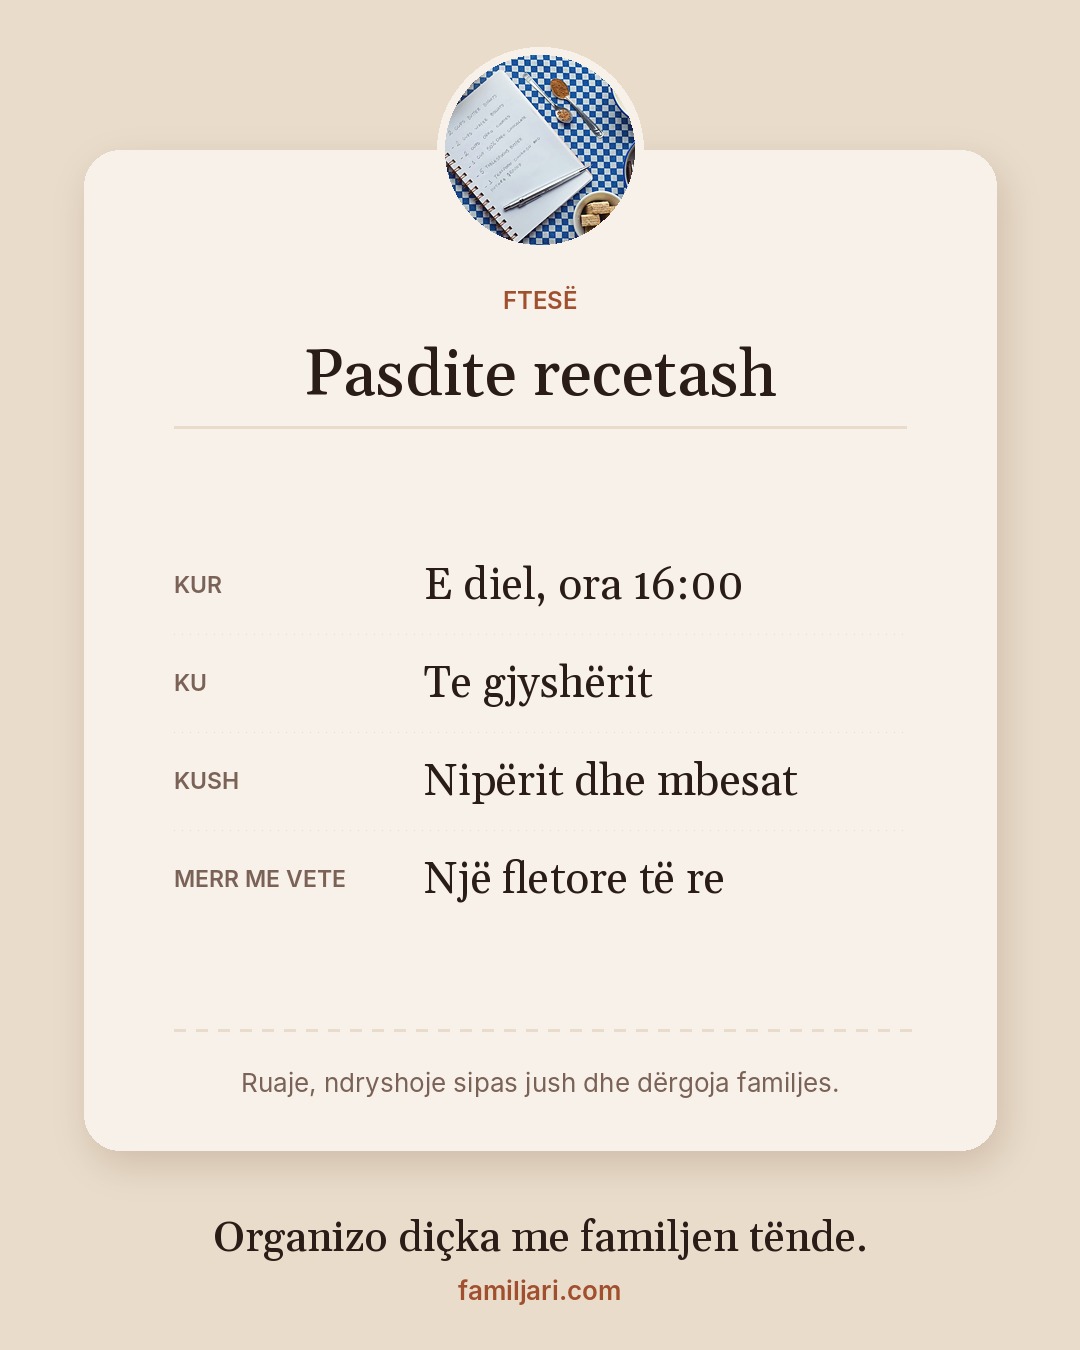 FTESË
Pasdite recetash
KUR
E diel, ora 16:00
KU
Te gjyshërit
KUSH
Nipërit dhe mbesat
MERR ME VETE
Një fletore të re
Ruaje, ndryshoje sipas jush dhe dërgoja familjes.
Organizo diçka me familjen tënde.
familjari.com